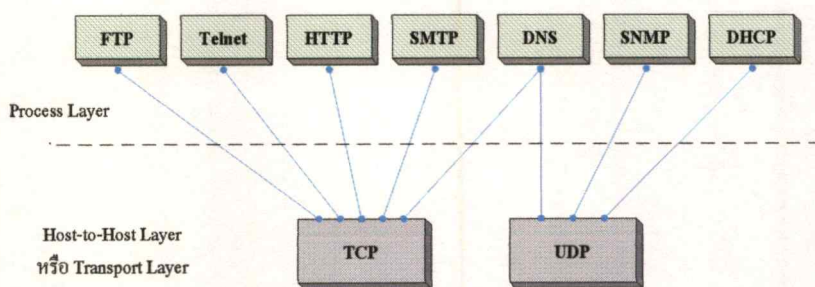 FTP Telnet HTTP SMTP DNS SNMP DHCP
Process Layer
Host-to-Host Layer
หรือ Transport Layer
TCP UDP